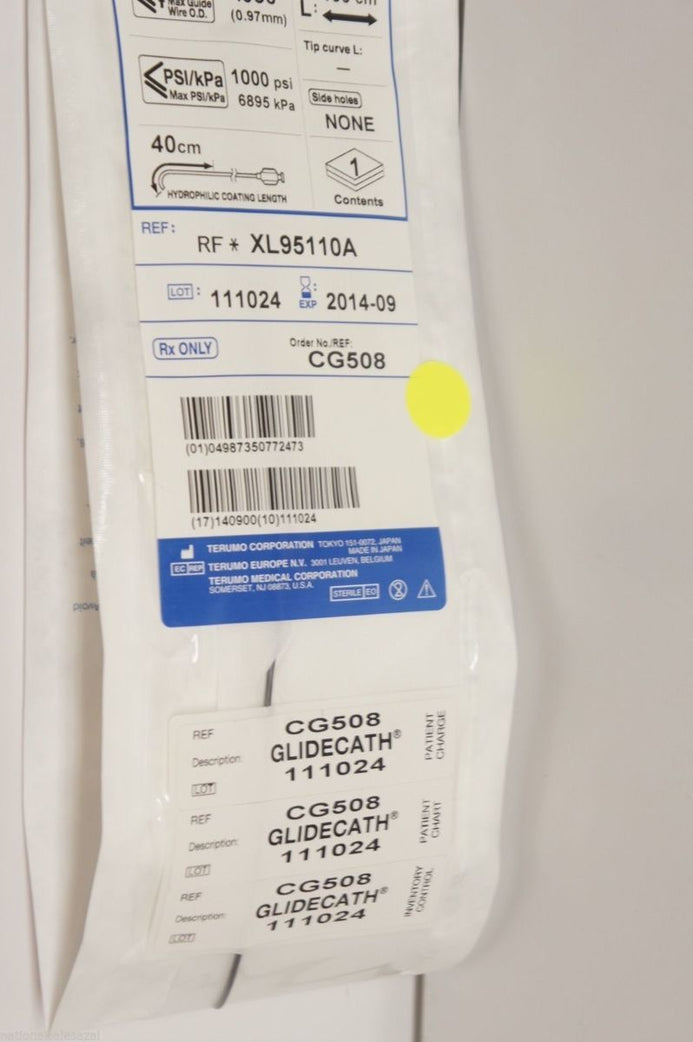 Max Guide
Wire O.D.
(0.97mm)
L:
cm
Tip curve L:
—
PSI/kPa
Max PSI/kPa
1000 psi
6895 kPa
Side holes
NONE
40cm
HYDROPHILIC COATING LENGTH
1
Contents
REF:
RF * XL95110A
LOT : 111024 EXP : 2014-09
Rx ONLY
Order No./REF:
CG508
(01)04987350772473
(17)140900(10)111024
TERUMO CORPORATION TOKYO 151-0072, JAPAN
MADE IN JAPAN
EC REP TERUMO EUROPE N.V. 3001 LEUVEN, BELGIUM
TERUMO MEDICAL CORPORATION
SOMERSET, NJ 08873, U.S.A.
STERILE EO
2
REF CG508
Description: GLIDECATH®
LOT 111024
PATIENT
CHARGE
REF CG508
Description: GLIDECATH®
LOT 111024
PATIENT
CHART
REF CG508
Description: GLIDECATH®
LOT 111024
INVENTORY
CONTROL
Avoid